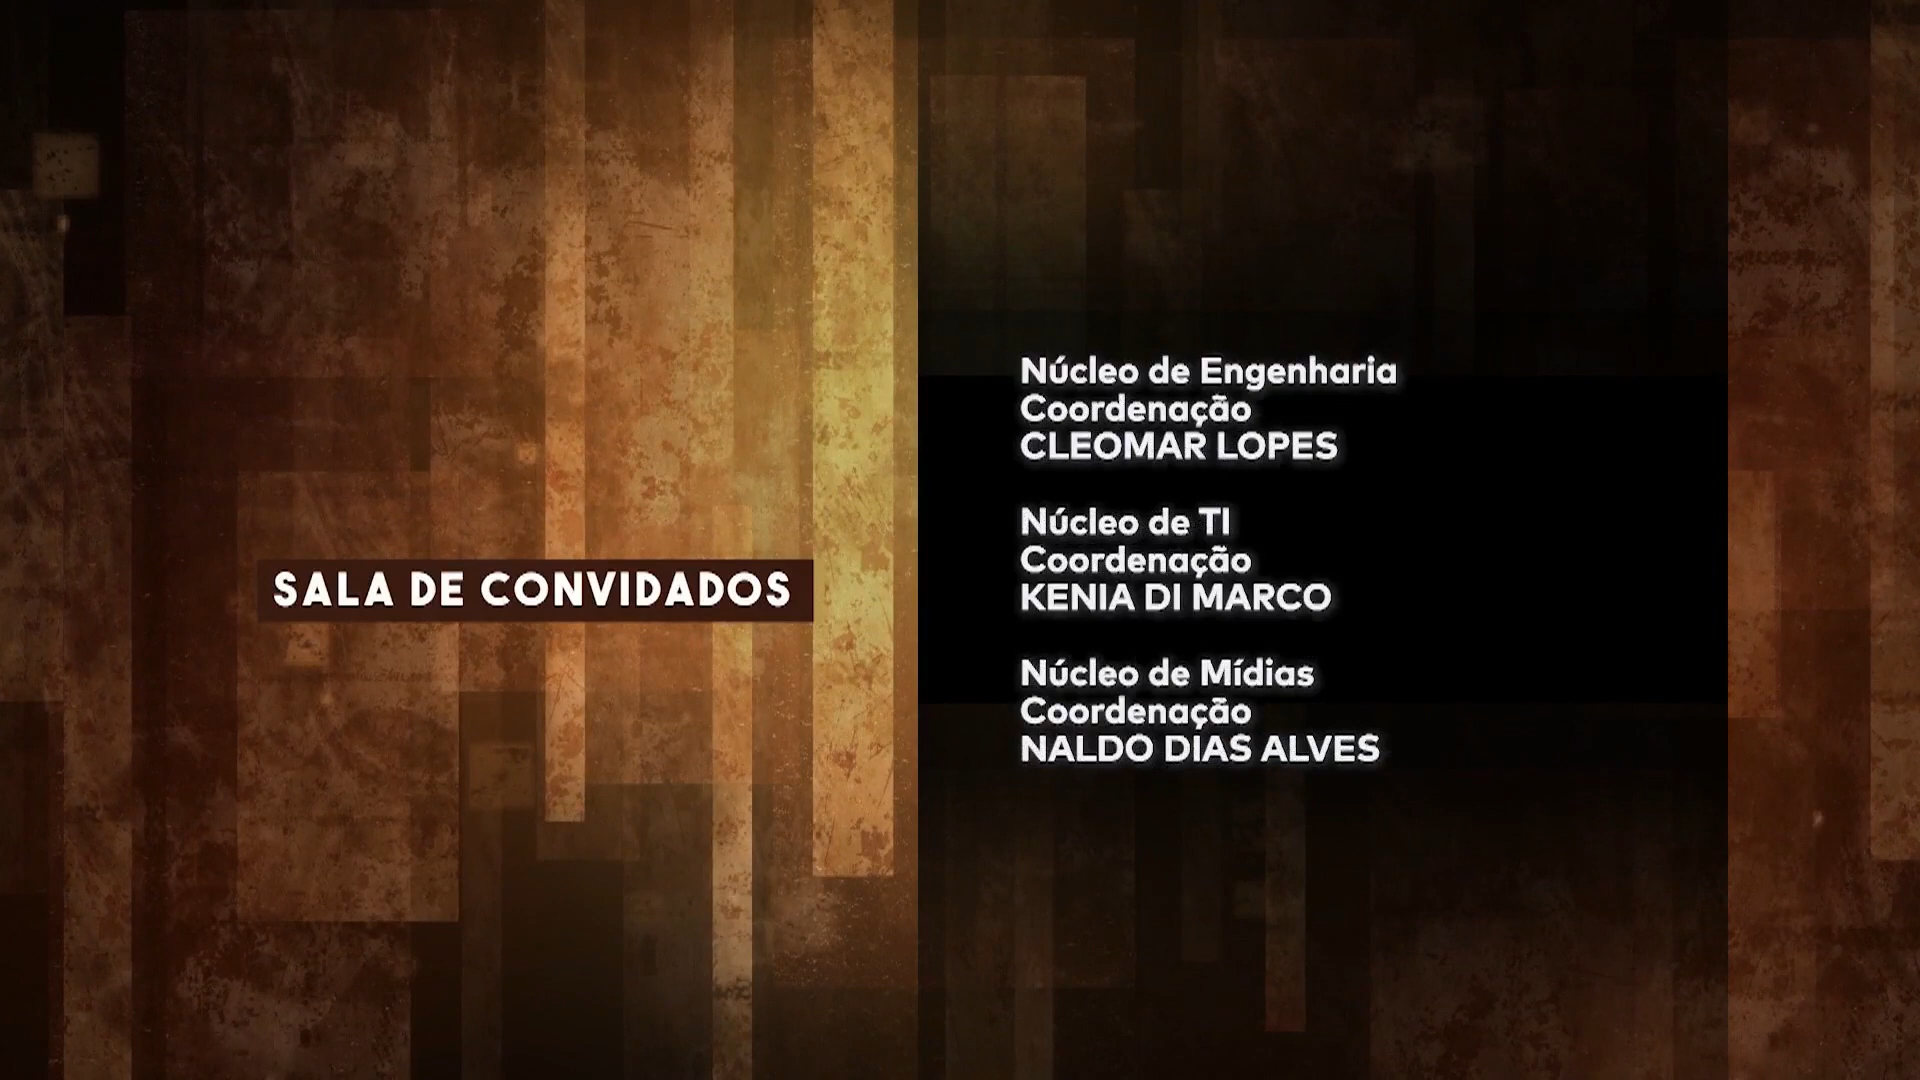 SALA DE CONVIDADOS
Núcleo de Engenharia
Coordenação
CLEOMAR LOPES
Núcleo de TI
Coordenação
KENIA DI MARCO
Núcleo de Mídias
Coordenação
NALDO DIAS ALVES